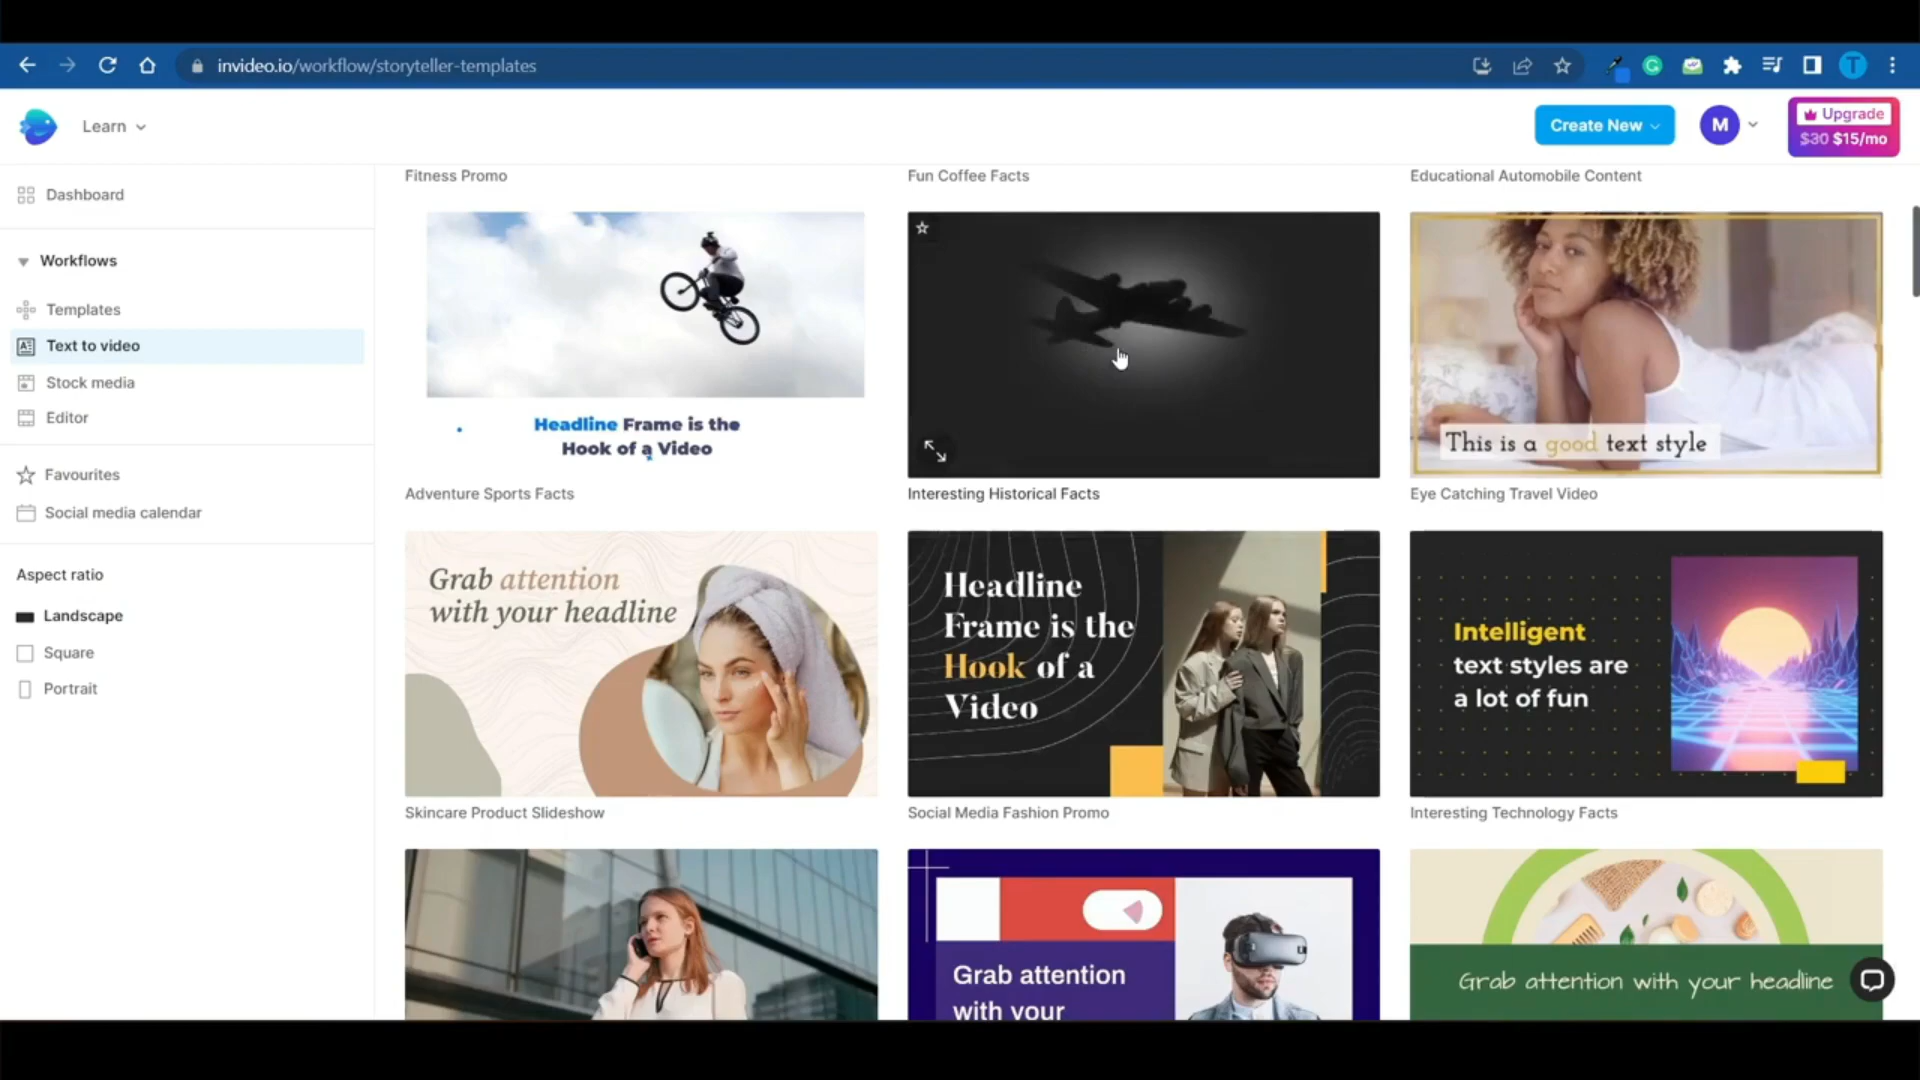 invideo.io/workflow/storyteller-templates
T
Learn
Create New
M
Upgrade
$30 $15/mo
Dashboard
Workflows
Templates
Text to video
Stock media
Editor
Favourites
Social media calendar
Aspect ratio
Landscape
Square
Portrait
Fitness Promo
Fun Coffee Facts
Educational Automobile Content
Headline Frame is the
Hook of a Video
This is a good text style
Adventure Sports Facts
Interesting Historical Facts
Eye Catching Travel Video
Grab attention
with your headline
Headline
Frame is the
Hook of a
Video
Intelligent
text styles are
a lot of fun
Skincare Product Slideshow
Social Media Fashion Promo
Interesting Technology Facts
Grab attention
with your
Grab attention with your headline